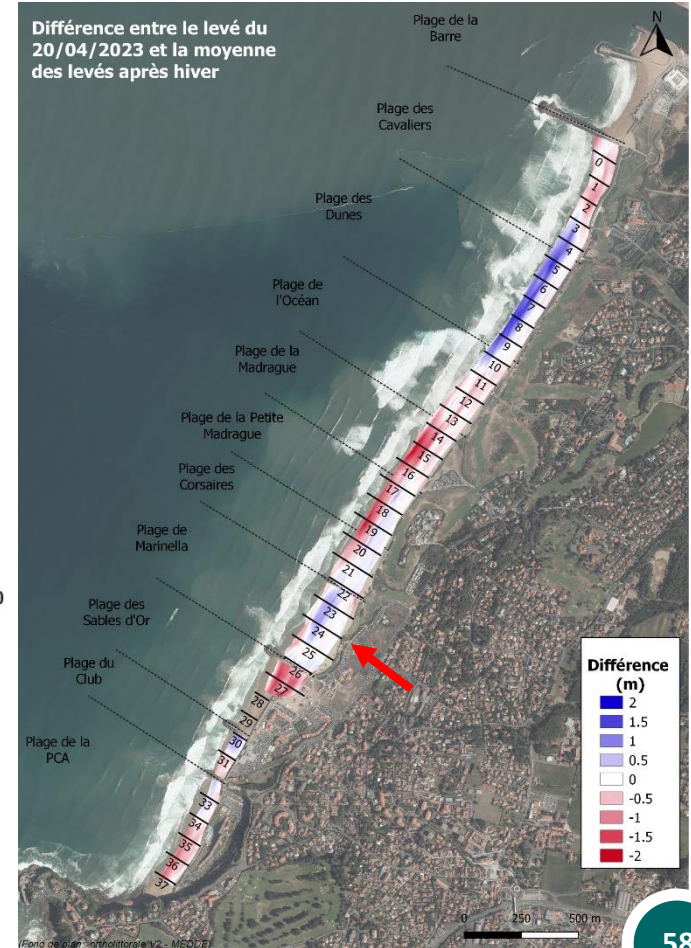 Différence entre le levé du
20/04/2023 et la moyenne
des levés après hiver
N
Plage de la
Barre
Plage des
Cavaliers
Plage des
Dunes
Plage de
l'Océan
Plage de la
Madrague
Plage de la Petite
Madrague
Plage des
Corsaires
Plage de
Marinella
Plage des
Sables d'Or
Plage du
Club
Plage de la
PCA
0
1
2
3
4
5
6
7
8
9
10
11
12
13
14
15
16
17
18
19
20
21
22
23
24
25
26
27
28
29
30
31
33
34
35
36
37
0
Différence
(m)
2
1.5
1
0.5
0
-0.5
-1
-1.5
-2
0 250 500 m
(Fond de plan : ortholittorale V2 - MEDDE)
58